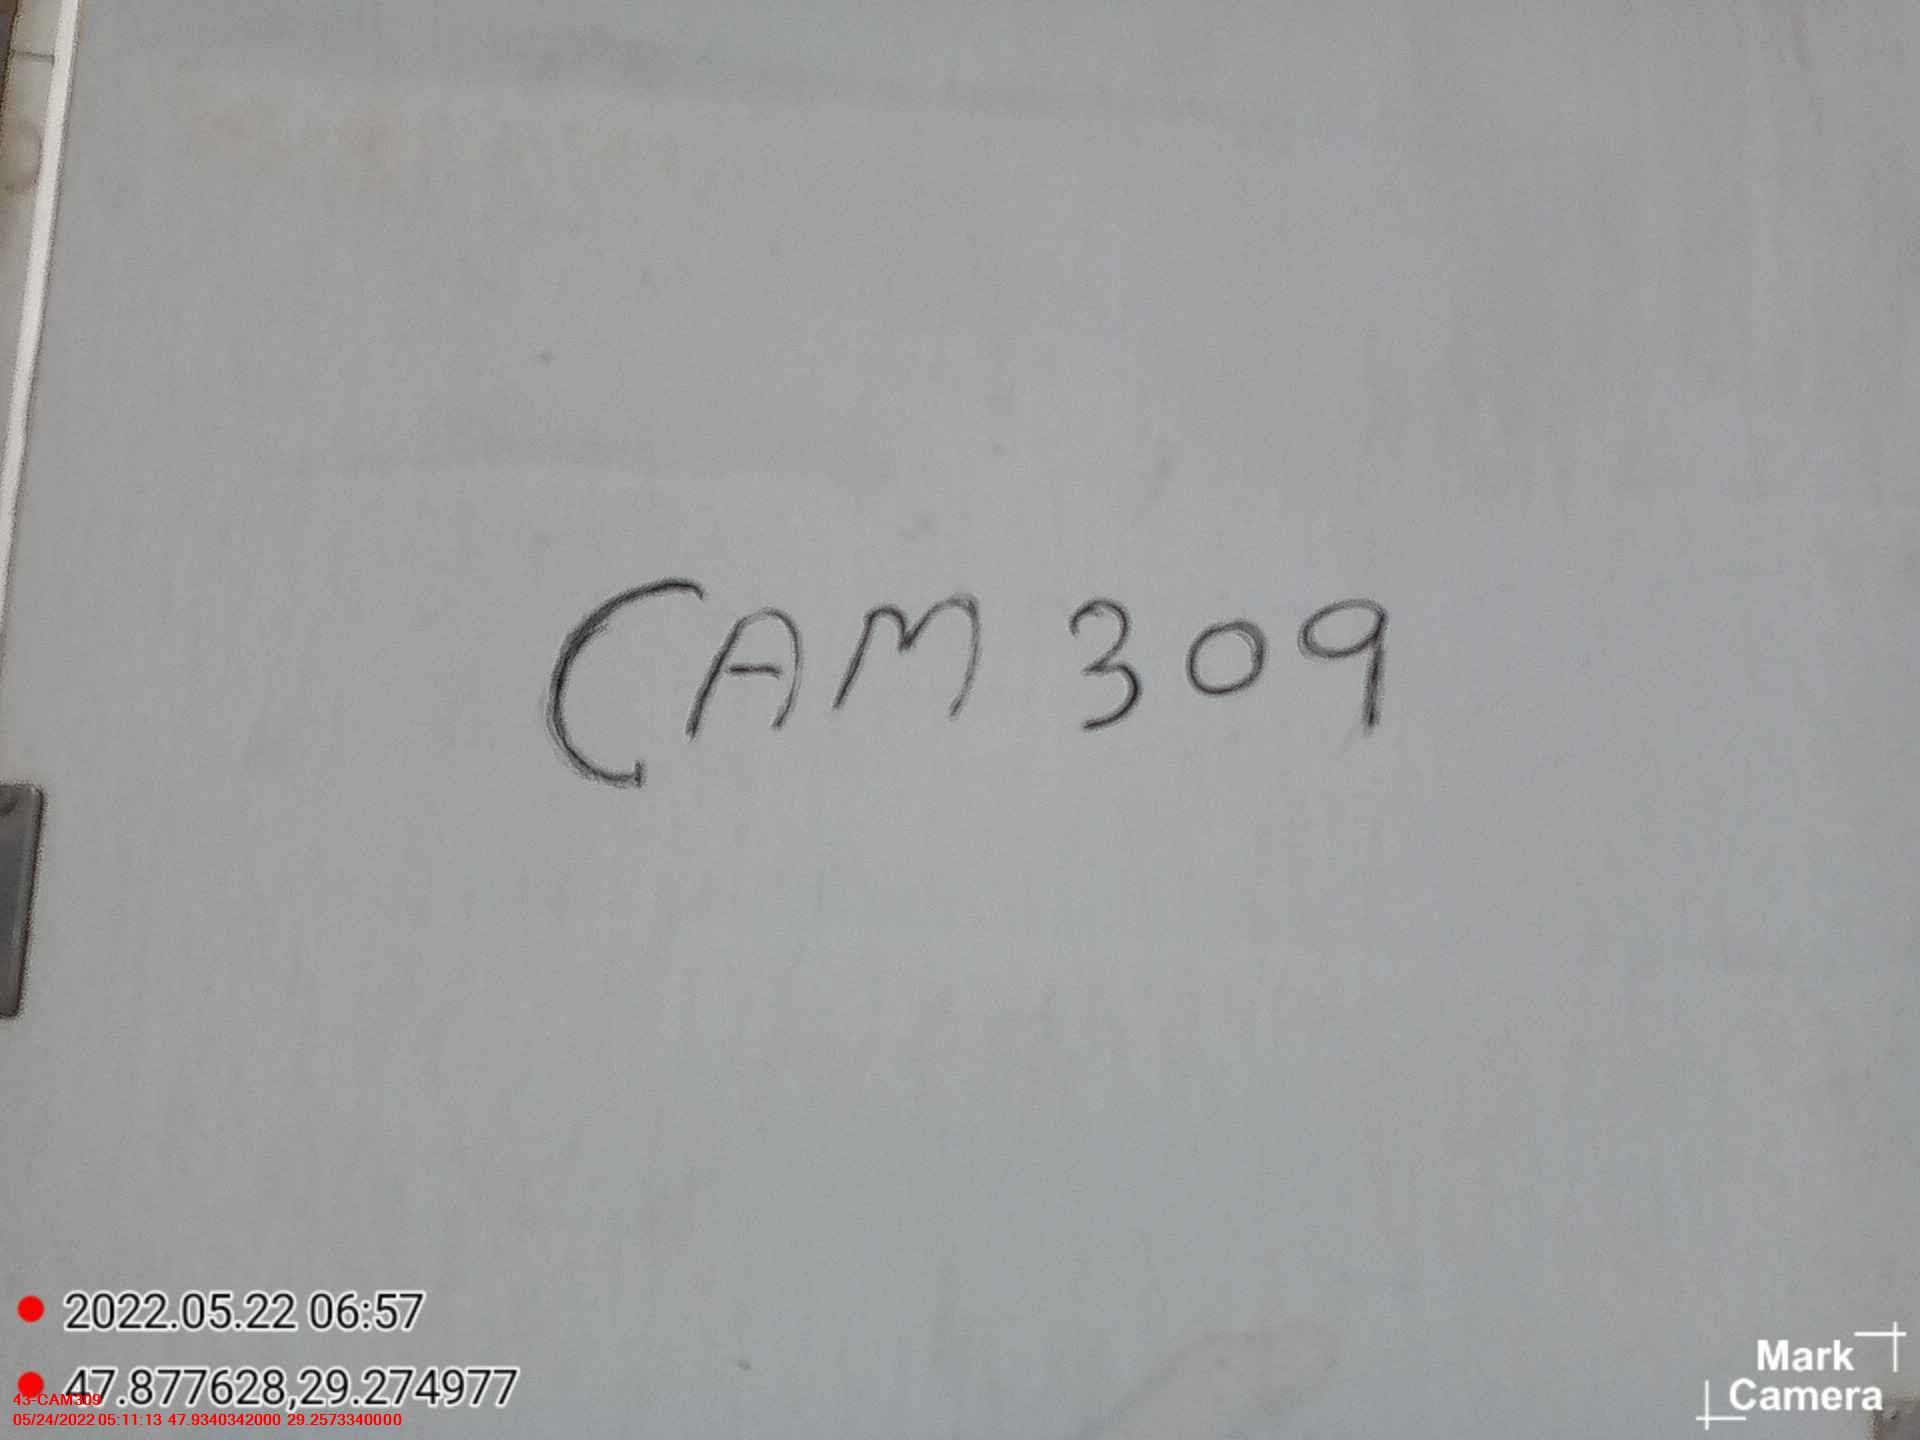 CAM 309
2022.05.22 06:57
47.877628,29.274977
43-CAM309
05/24/2022 05:11:13 47.9340342000 29.2573340000
Mark
Camera